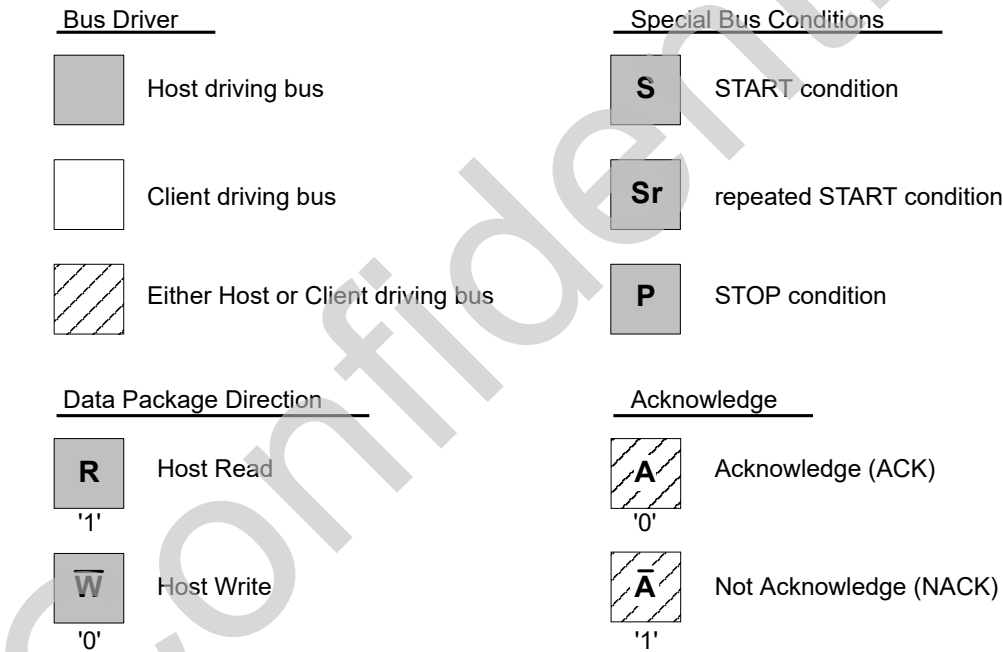 Bus Driver
Host driving bus
Client driving bus
Either Host or Client driving bus
Special Bus Conditions
S START condition
Sr repeated START condition
P STOP condition
Data Package Direction
R Host Read
'1'
W̅ Host Write
'0'
Acknowledge
A Acknowledge (ACK)
'0'
A̅ Not Acknowledge (NACK)
'1'
Confidenti